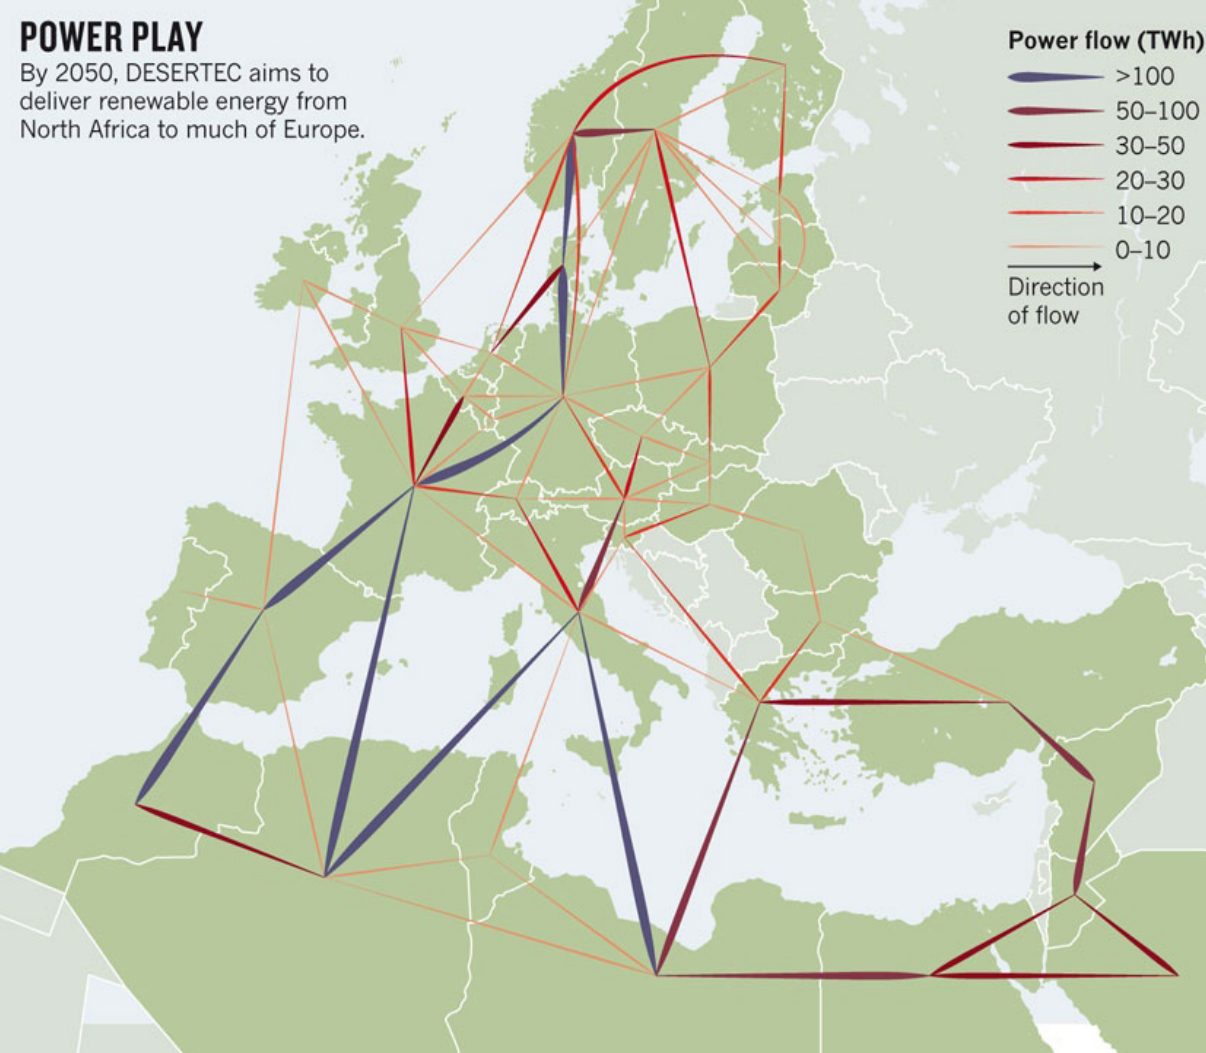 POWER PLAY
By 2050, DESERTEC aims to
deliver renewable energy from
North Africa to much of Europe.
Power flow (TWh)
>100
50–100
30–50
20–30
10–20
0–10
Direction
of flow